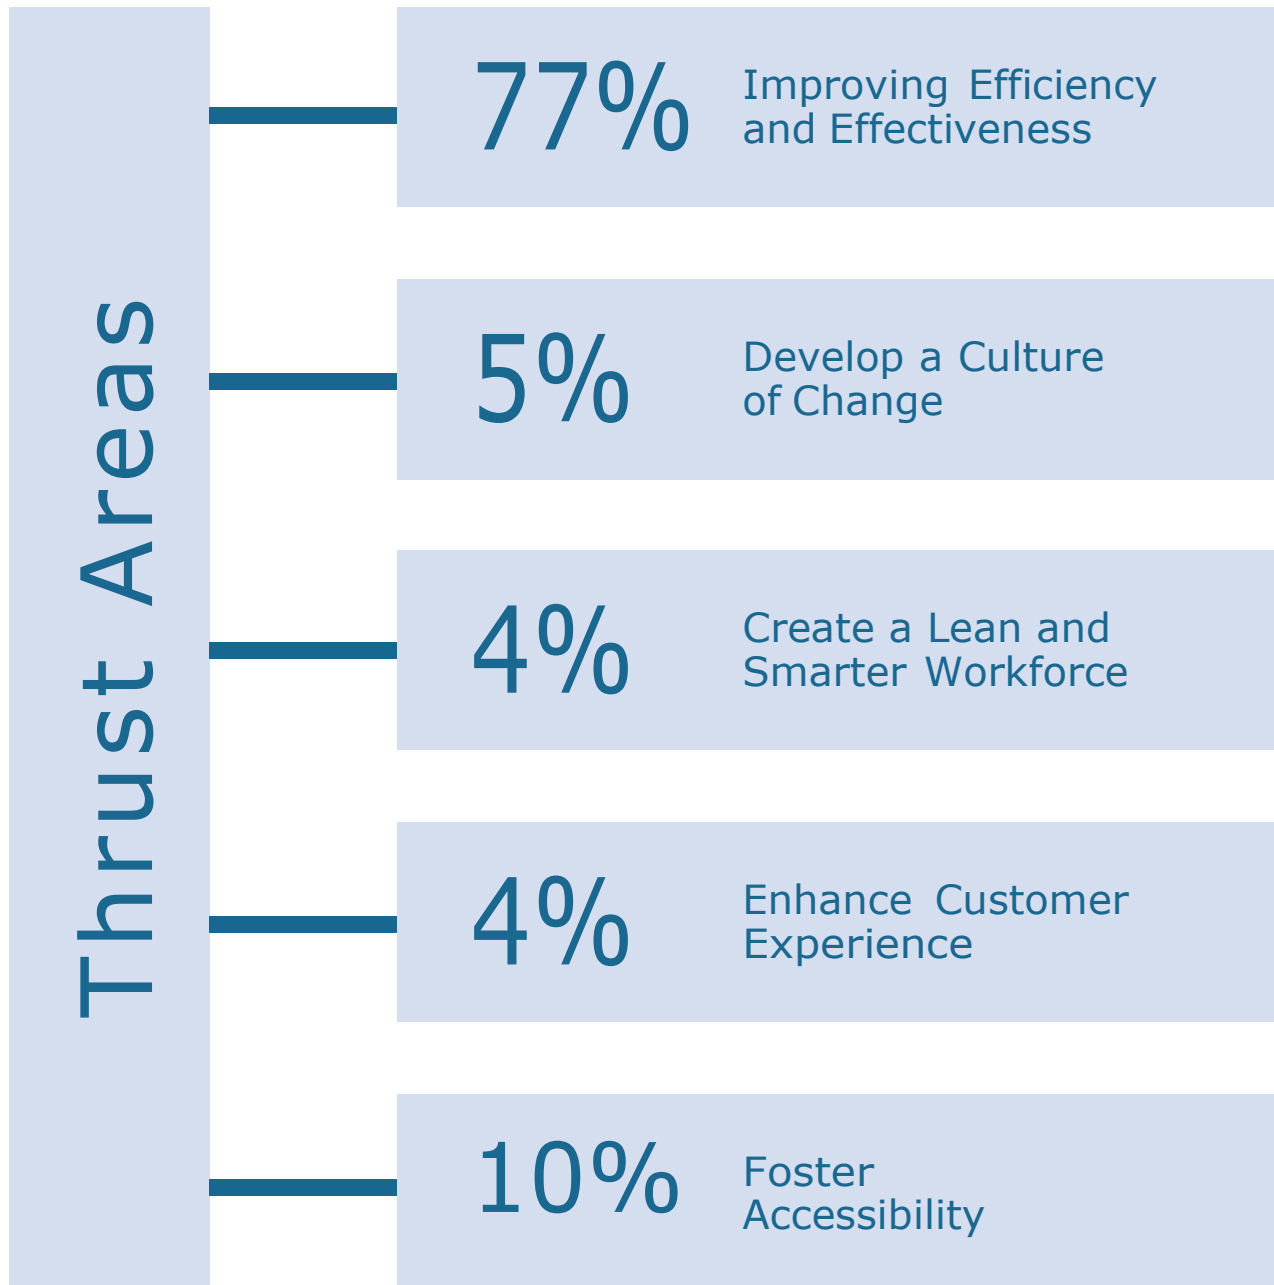 Thrust Areas
77%
Improving Efficiency
and Effectiveness
5%
Develop a Culture
of Change
4%
Create a Lean and
Smarter Workforce
4%
Enhance Customer
Experience
10%
Foster
Accessibility